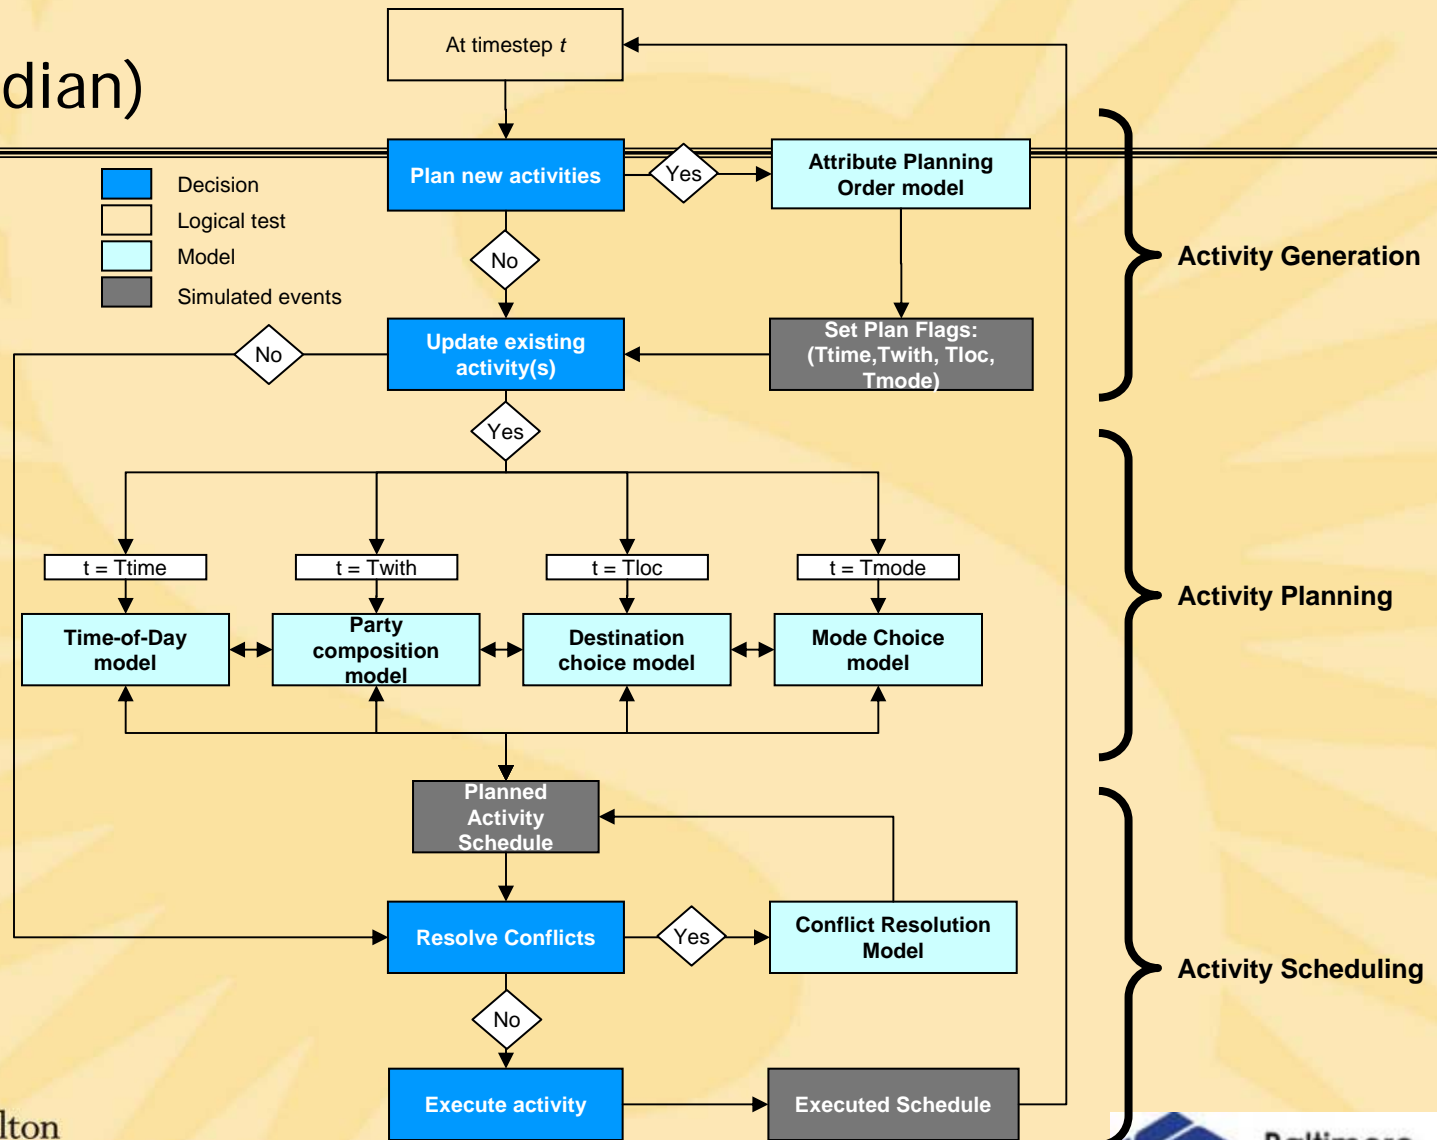 At timestep t
dian)
Decision
Logical test
Model
Simulated events
Plan new activities
Yes
Attribute Planning
Order model
No
Activity Generation
Update existing
activity(s)
No
Set Plan Flags:
(Ttime,Twith, Tloc,
Tmode)
Yes
t = Ttime
t = Twith
t = Tloc
t = Tmode
Activity Planning
Time-of-Day
model
Party
composition
model
Destination
choice model
Mode Choice
model
Planned
Activity
Schedule
Resolve Conflicts
Yes
Conflict Resolution
Model
Activity Scheduling
No
Execute activity
Executed Schedule
lton